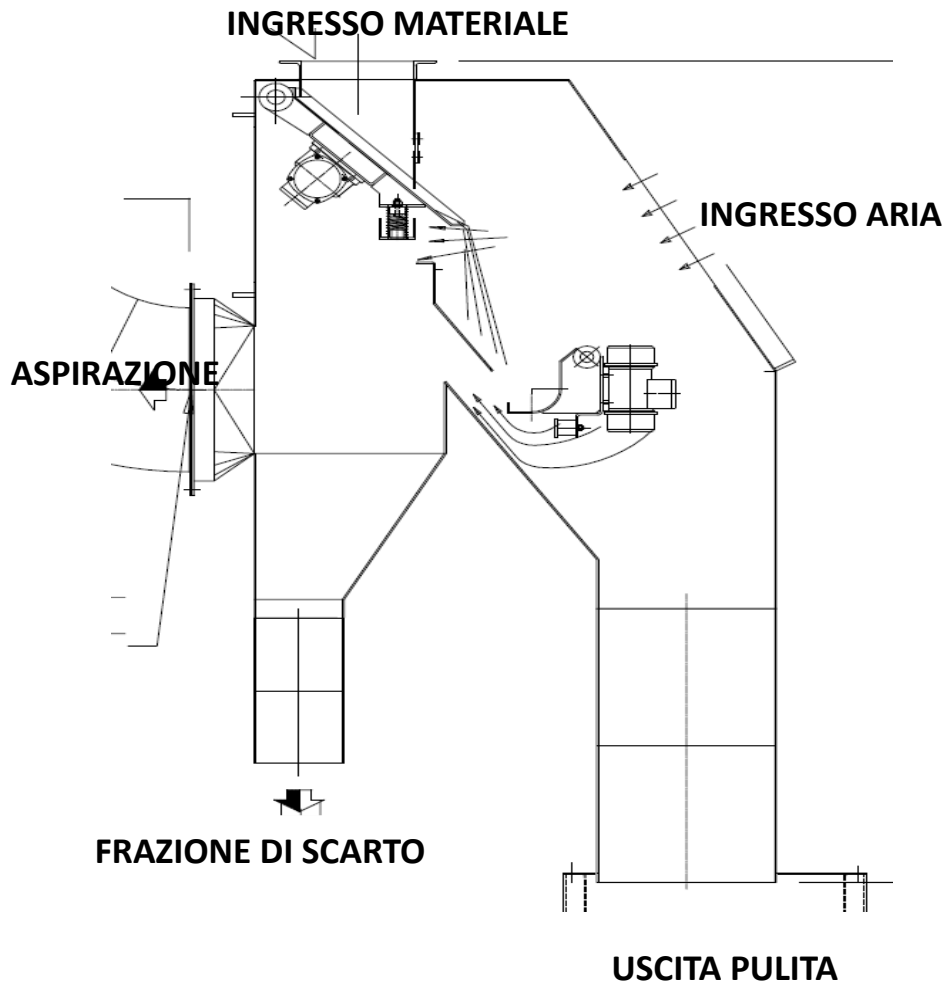 INGRESSO MATERIALE
INGRESSO ARIA
ASPIRAZIONE
FRAZIONE DI SCARTO
USCITA PULITA